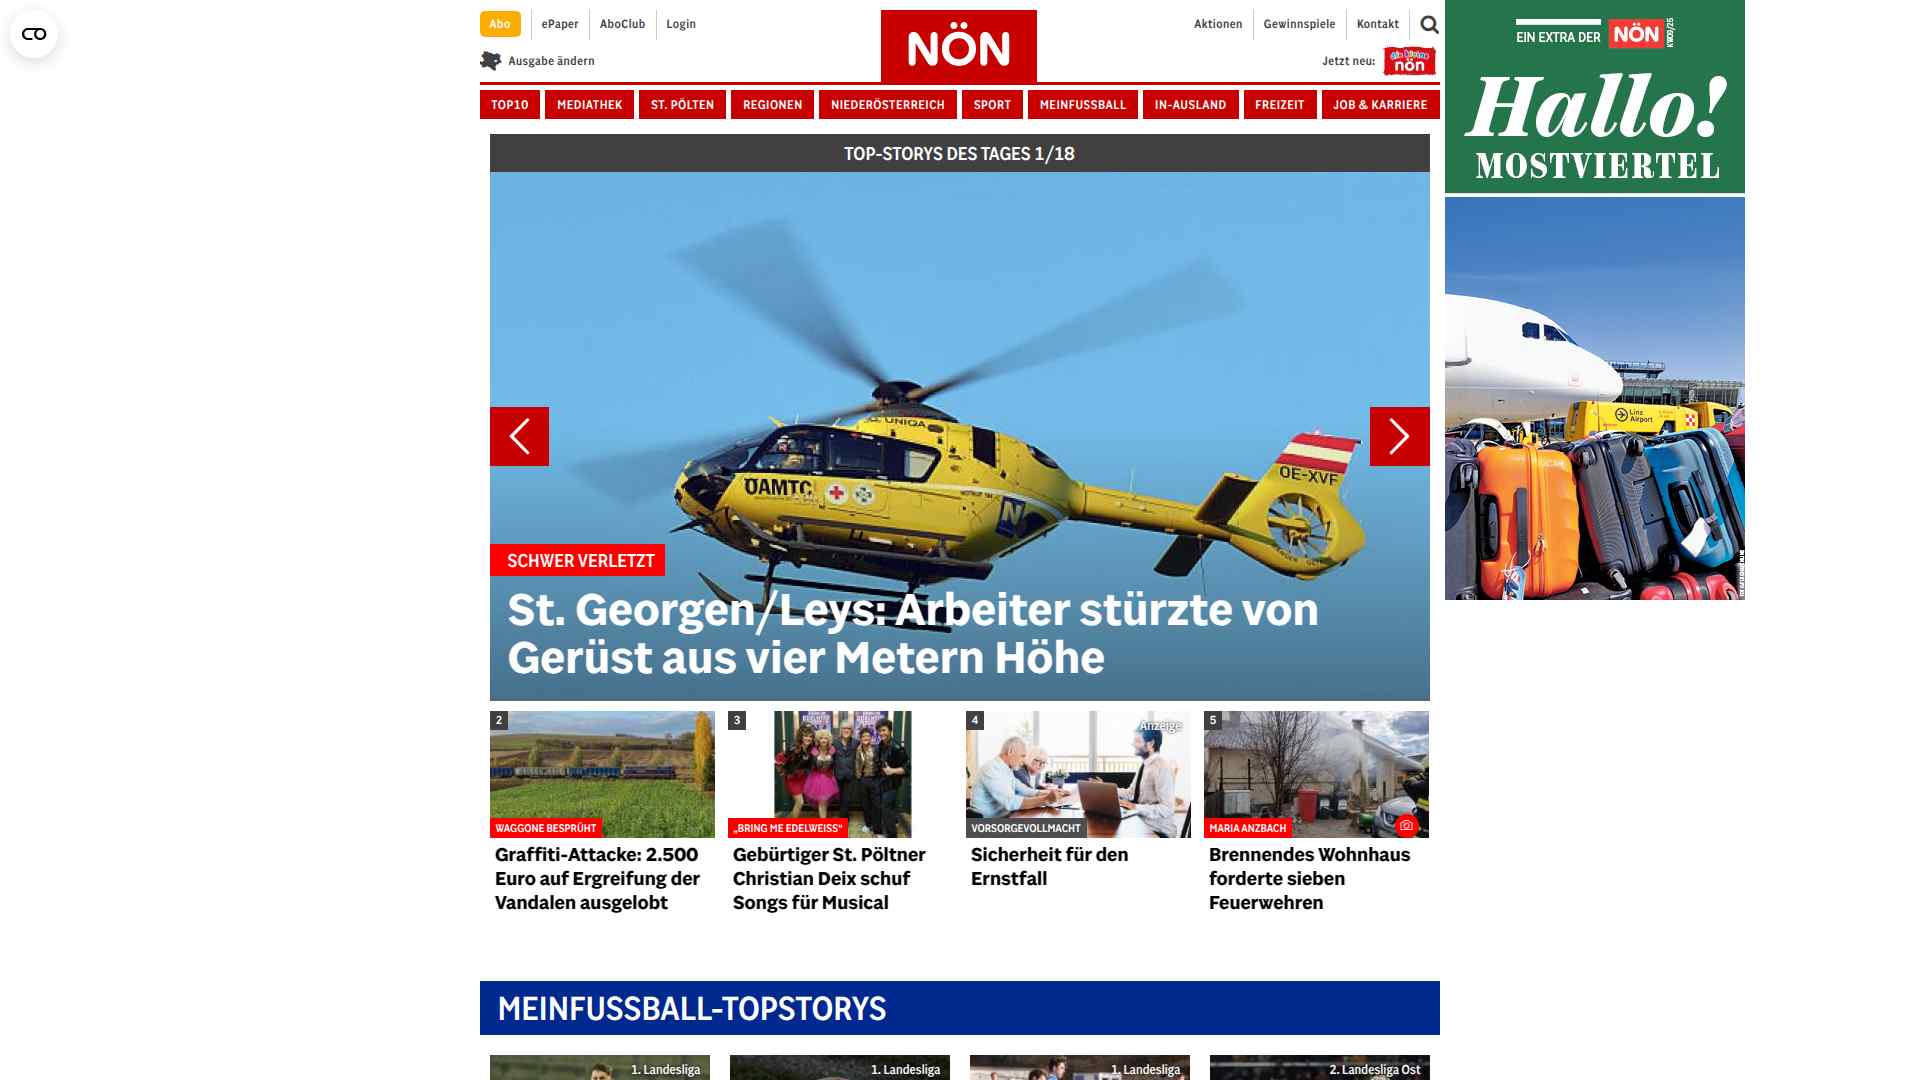 Abo
ePaper
AboClub
Login
NÖN
Aktionen
Gewinnspiele
Kontakt
Ausgabe ändern
Jetzt neu:
die kleine
nön
TOP10
MEDIATHEK
ST. PÖLTEN
REGIONEN
NIEDERÖSTERREICH
SPORT
MEINFUSSBALL
IN-AUSLAND
FREIZEIT
JOB & KARRIERE
TOP-STORYS DES TAGES 1/18
UNIQA
ÖAMTC
OE-XVF
SCHWER VERLETZT
St. Georgen/Leys: Arbeiter stürzte von
Gerüst aus vier Metern Höhe
2
WAGGONE BESPRÜHT
Graffiti-Attacke: 2.500
Euro auf Ergreifung der
Vandalen ausgelobt
3
„BRING ME EDELWEISS“
Gebürtiger St. Pöltner
Christian Deix schuf
Songs für Musical
4
Anzeige
VORSORGEVOLLMACHT
Sicherheit für den
Ernstfall
5
MARIA ANZBACH
Brennendes Wohnhaus
forderte sieben
Feuerwehren
EIN EXTRA DER
NÖN
KW09/25
Hallo!
MOSTVIERTEL
Linz
Airport
MEINFUSSBALL-TOPSTORYS
1. Landesliga
1. Landesliga
1. Landesliga
2. Landesliga Ost